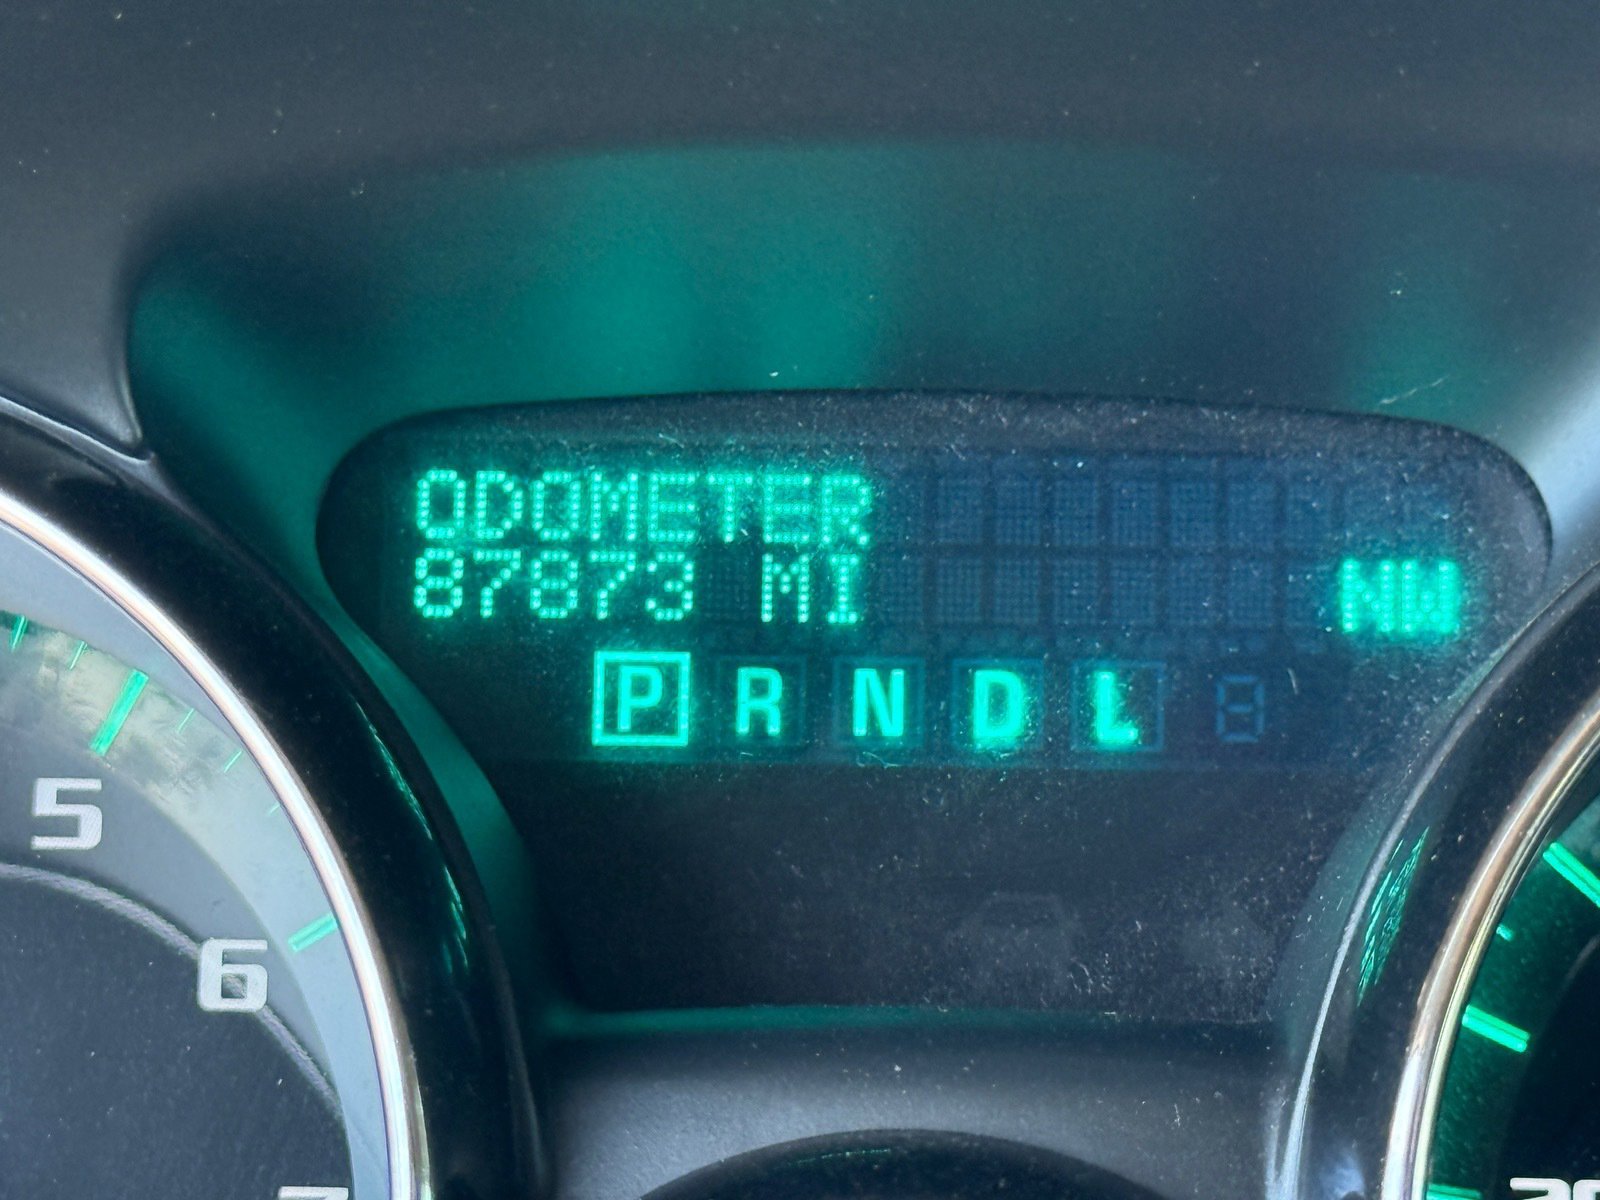 ODOMETER
87873 MI NW
P R N D L
5
6